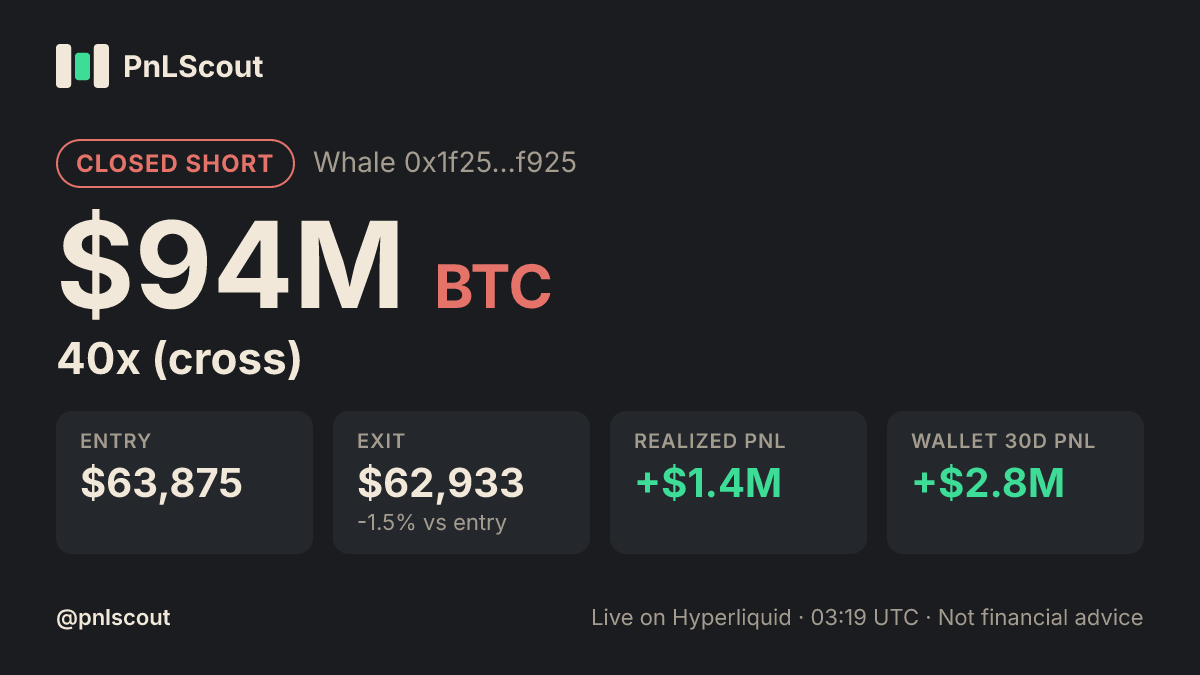 PnLScout
CLOSED SHORT Whale 0x1f25...f925
$94M BTC
40x (cross)
ENTRY
$63,875
EXIT
$62,933
-1.5% vs entry
REALIZED PNL
+$1.4M
WALLET 30D PNL
+$2.8M
@pnlscout
Live on Hyperliquid · 03:19 UTC · Not financial advice